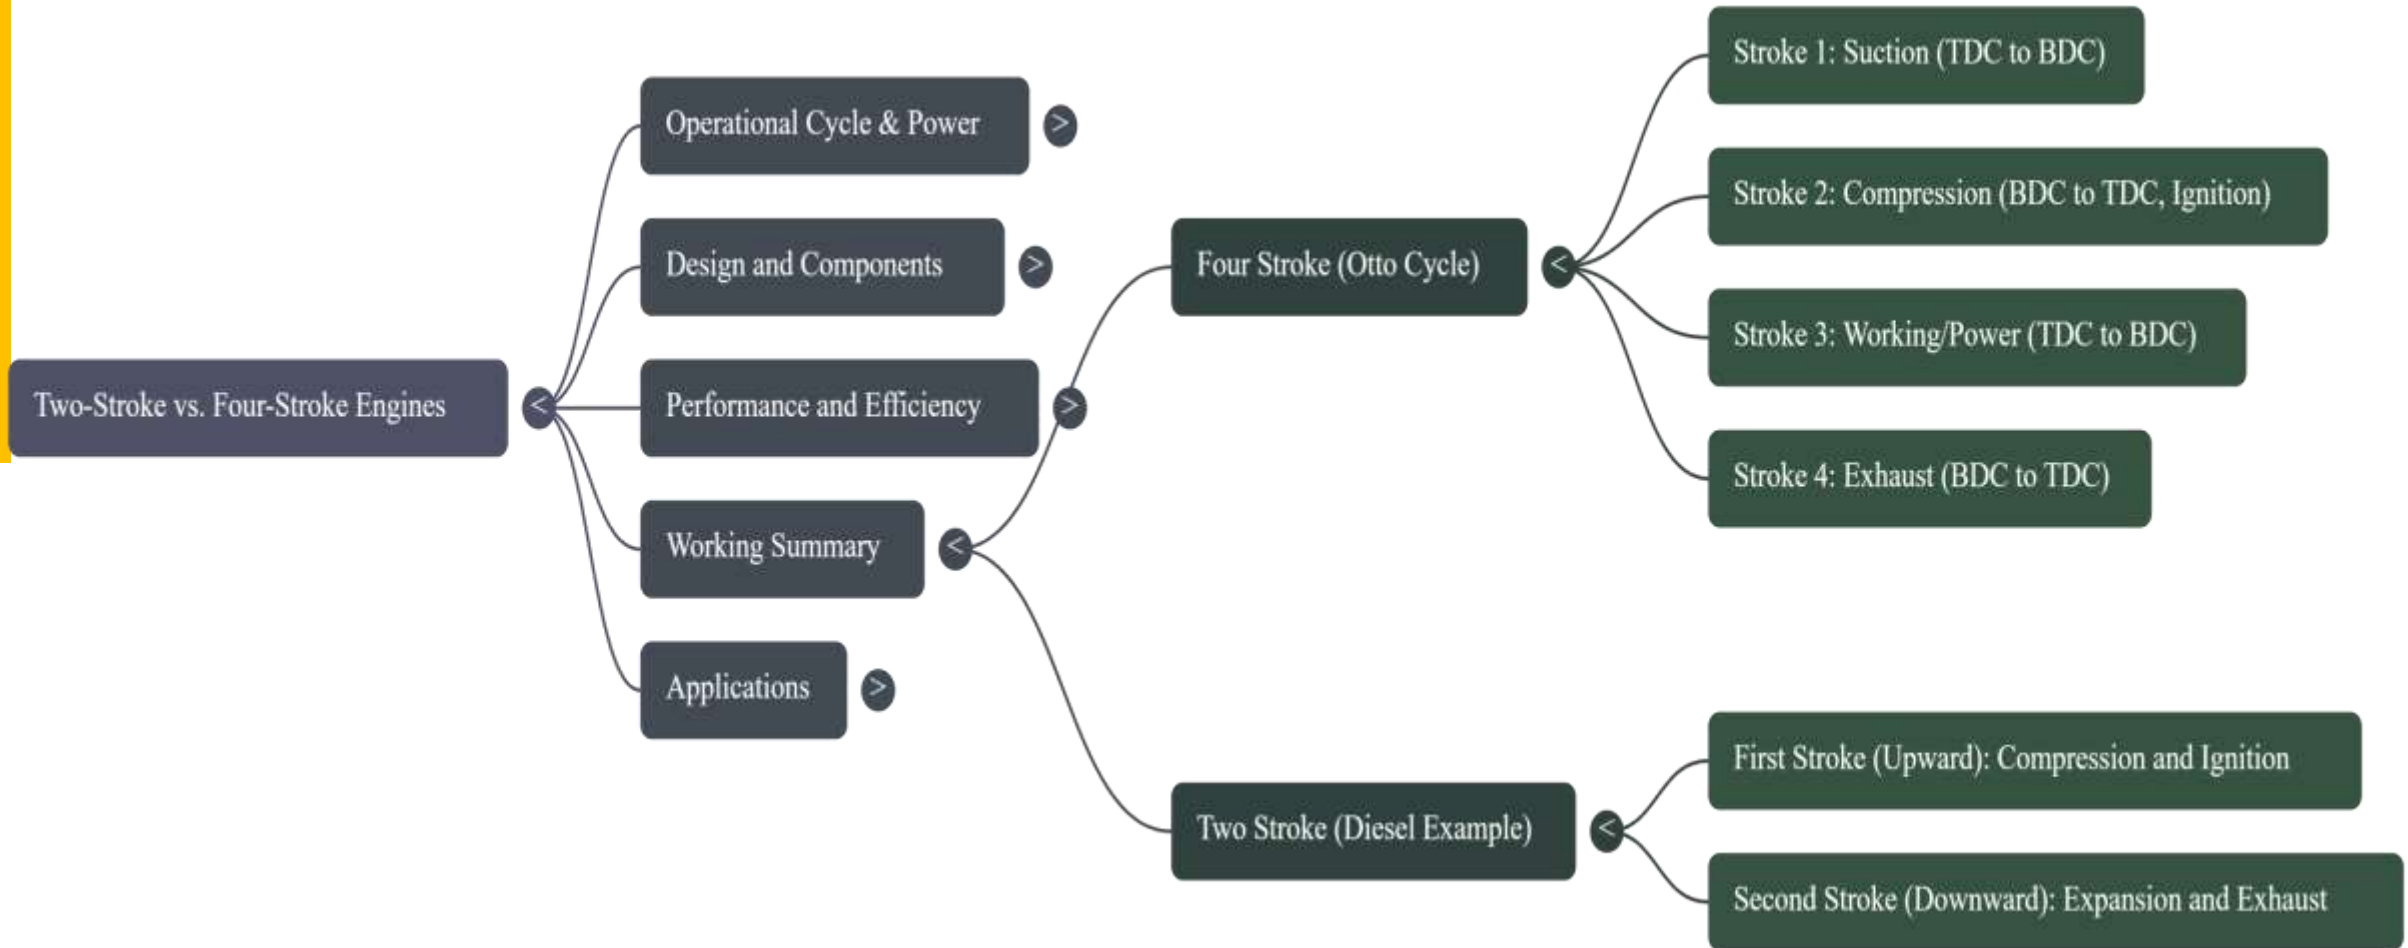 Two-Stroke vs. Four-Stroke Engines
<
Operational Cycle & Power
>
Design and Components
>
Performance and Efficiency
>
Working Summary
<
Applications
>
Four Stroke (Otto Cycle)
<
Stroke 1: Suction (TDC to BDC)
Stroke 2: Compression (BDC to TDC, Ignition)
Stroke 3: Working/Power (TDC to BDC)
Stroke 4: Exhaust (BDC to TDC)
Two Stroke (Diesel Example)
<
First Stroke (Upward): Compression and Ignition
Second Stroke (Downward): Expansion and Exhaust